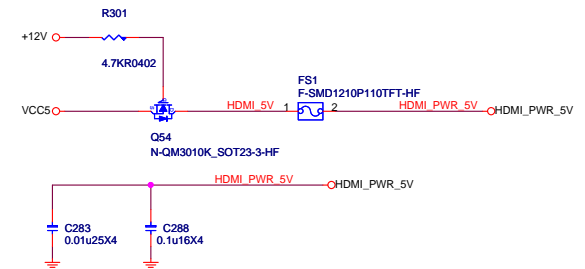 R301
+12V
4.7KR0402
FS1
F-SMD1210P110TFT-HF
VCC5
HDMI_5V
1
2
HDMI_PWR_5V
HDMI_PWR_5V
Q54
N-QM3010K_SOT23-3-HF
HDMI_PWR_5V
HDMI_PWR_5V
C283
0.01u25X4
C288
0.1u16X4